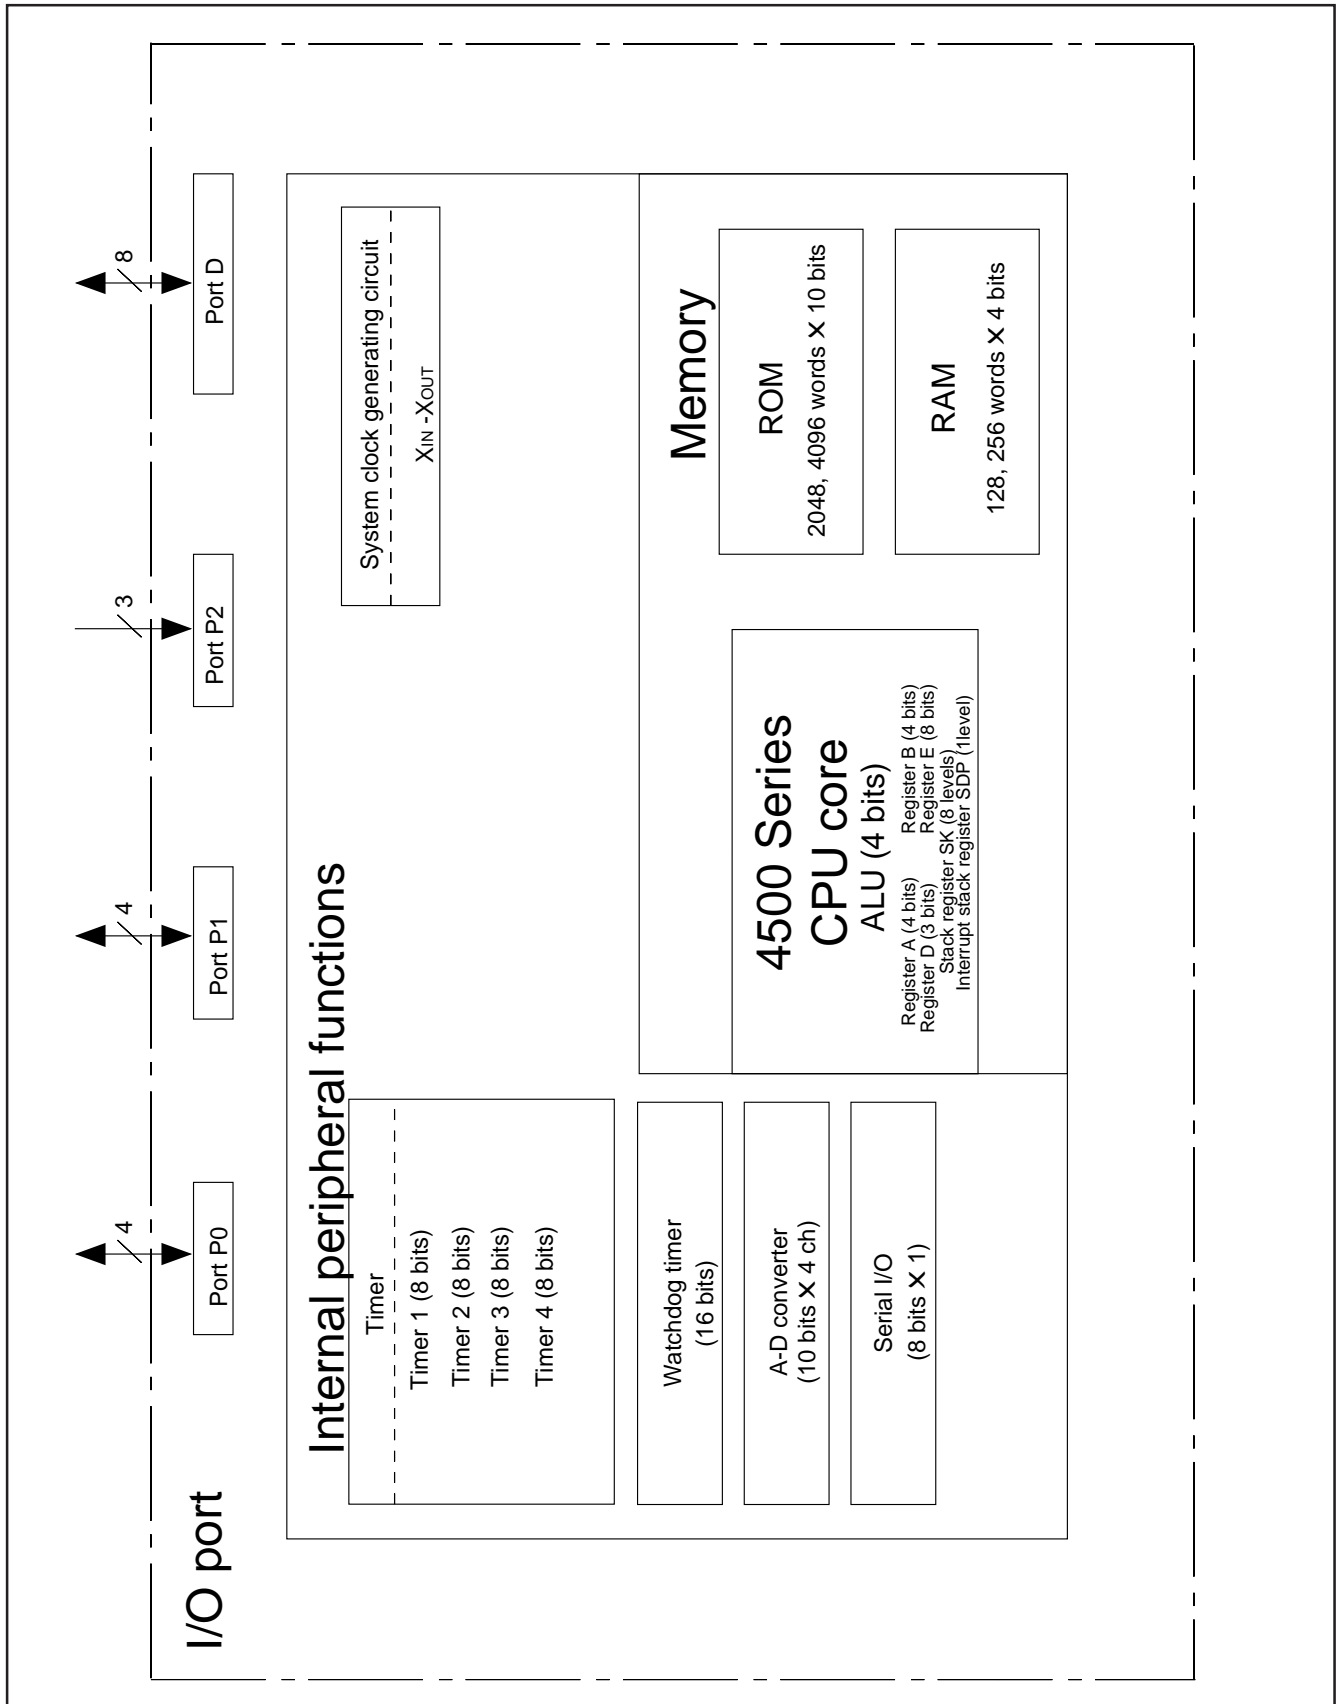 4
4
3
8
I/O port
Port P0
Port P1
Port P2
Port D
Internal peripheral functions
Timer
Timer 1 (8 bits)
Timer 2 (8 bits)
Timer 3 (8 bits)
Timer 4 (8 bits)
System clock generating circuit
XIN -XOUT
Watchdog timer
(16 bits)
A-D converter
(10 bits X 4 ch)
Serial I/O
(8 bits X 1)
4500 Series
CPU core
ALU (4 bits)
Register A (4 bits) Register B (4 bits)
Register D (3 bits) Register E (8 bits)
Stack register SK (8 levels)
Interrupt stack register SDP (1level)
Memory
ROM
2048, 4096 words X 10 bits
RAM
128, 256 words X 4 bits